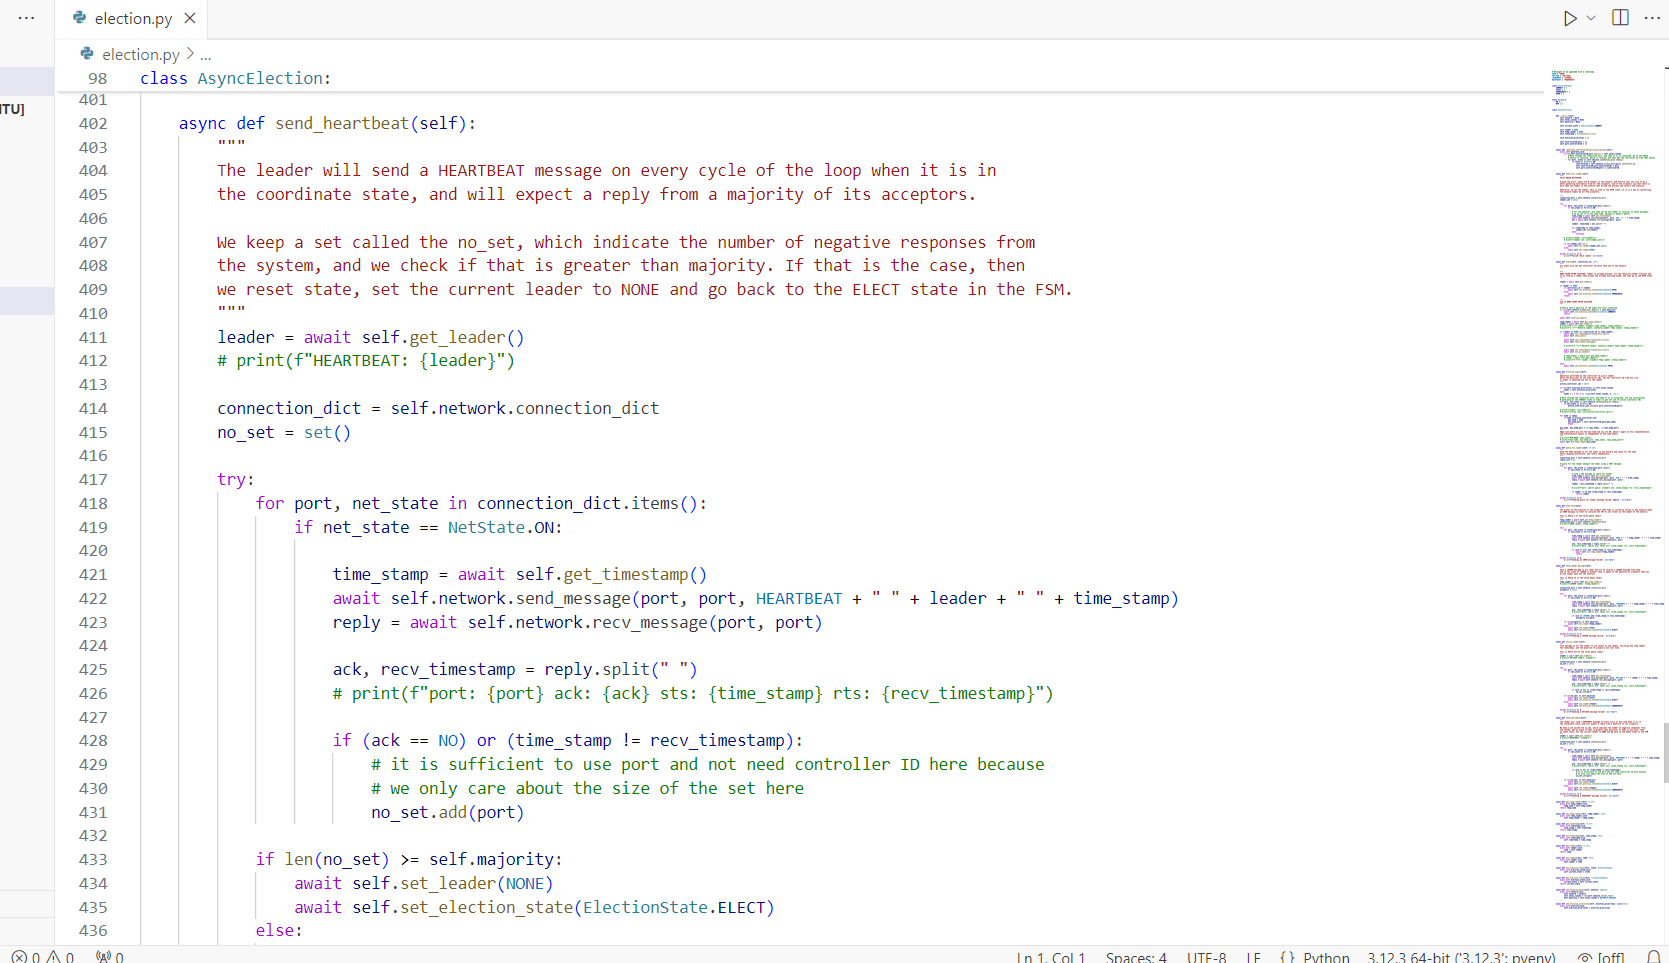 election.py
election.py > ...
98 class AsyncElection:
401
402 async def send_heartbeat(self):
403 """
404 The leader will send a HEARTBEAT message on every cycle of the loop when it is in
405 the coordinate state, and will expect a reply from a majority of its acceptors.
406
407 We keep a set called the no_set, which indicate the number of negative responses from
408 the system, and we check if that is greater than majority. If that is the case, then
409 we reset state, set the current leader to NONE and go back to the ELECT state in the FSM.
410 """
411 leader = await self.get_leader()
412 # print(f"HEARTBEAT: {leader}")
413
414 connection_dict = self.network.connection_dict
415 no_set = set()
416
417 try:
418 for port, net_state in connection_dict.items():
419 if net_state == NetState.ON:
420
421 time_stamp = await self.get_timestamp()
422 await self.network.send_message(port, port, HEARTBEAT + " " + leader + " " + time_stamp)
423 reply = await self.network.recv_message(port, port)
424
425 ack, recv_timestamp = reply.split(" ")
426 # print(f"port: {port} ack: {ack} sts: {time_stamp} rts: {recv_timestamp}")
427
428 if (ack == NO) or (time_stamp != recv_timestamp):
429 # it is sufficient to use port and not need controller ID here because
430 # we only care about the size of the set here
431 no_set.add(port)
432
433 if len(no_set) >= self.majority:
434 await self.set_leader(NONE)
435 await self.set_election_state(ElectionState.ELECT)
436 else:
ITU]
0 0 0 Ln 1, Col 1 Spaces: 4 UTF-8 LF {} Python 3.12.3 64-bit ('3.12.3': pyenv) [off]